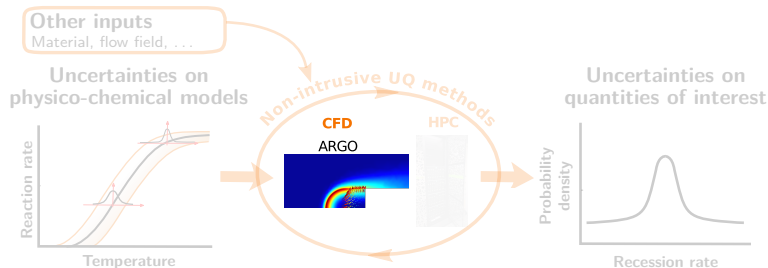 Other inputs
Material, flow field, ...
Uncertainties on
physico-chemical models
Reaction rate
Temperature
Non-intrusive UQ methods
CFD
ARGO
HPC
Uncertainties on
quantities of interest
Probability
density
Recession rate